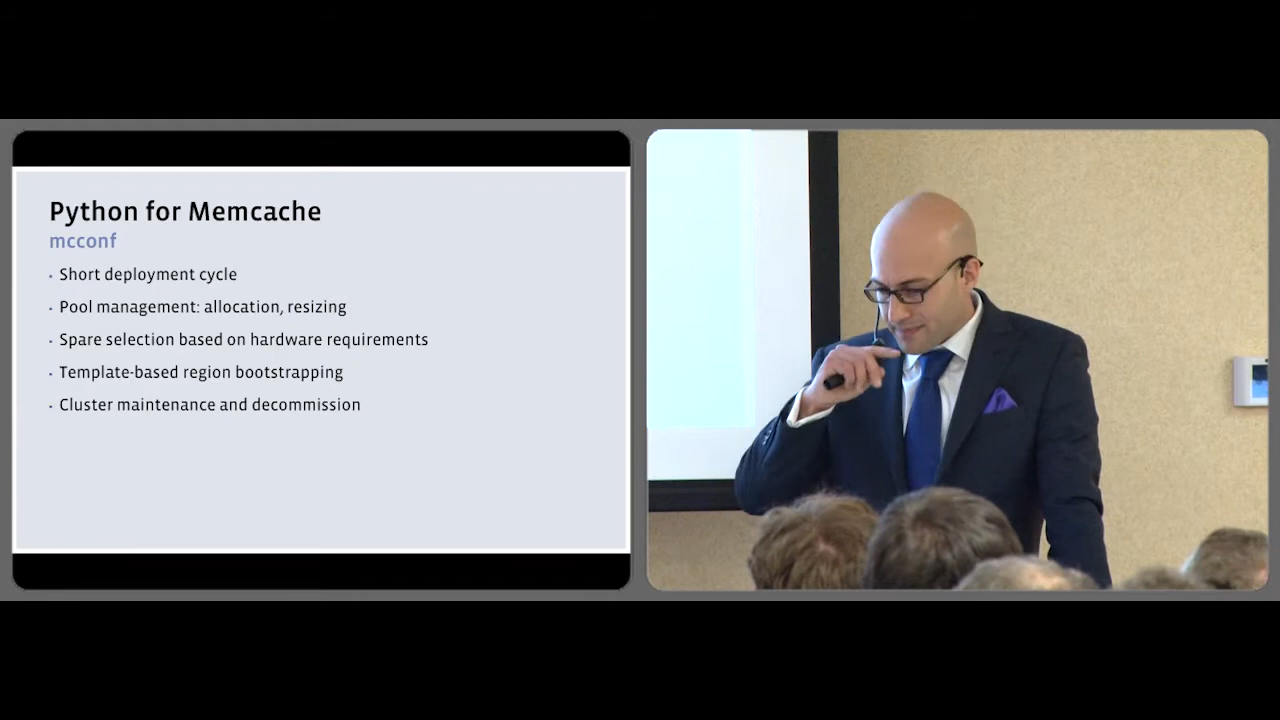 Python for Memcache
mcconf
· Short deployment cycle
· Pool management: allocation, resizing
· Spare selection based on hardware requirements
· Template-based region bootstrapping
· Cluster maintenance and decommission